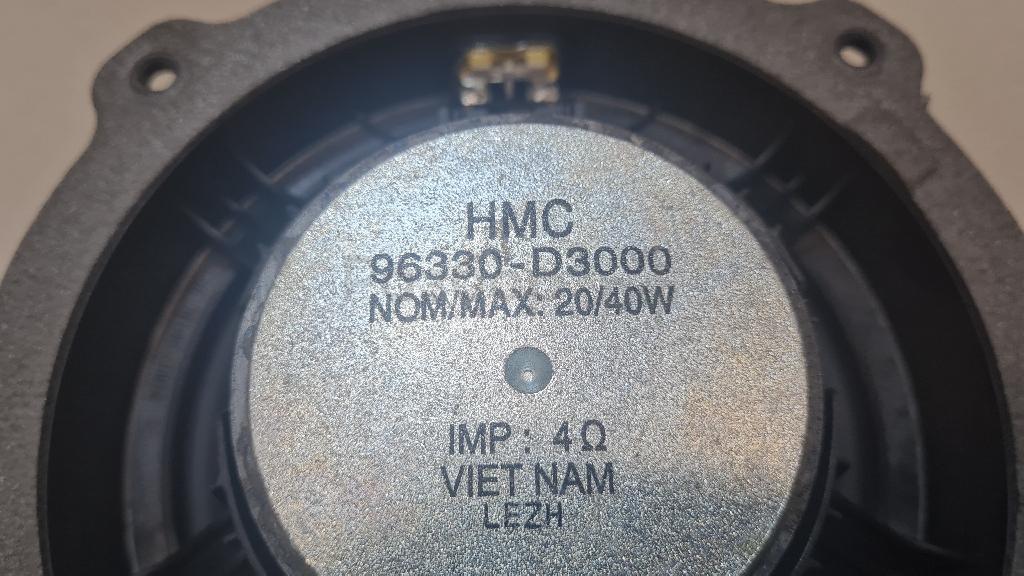 HMC
96330-D3000
NOM/MAX: 20/40W
IMP : 4Ω
VIET NAM
LEZH